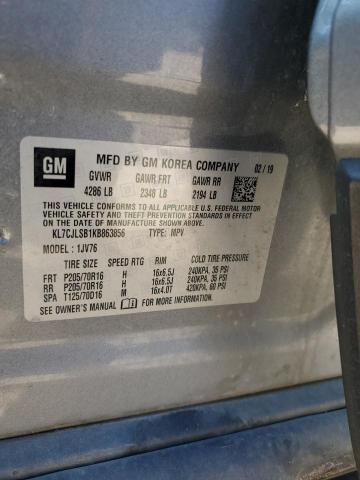 GM
MFD BY GM KOREA COMPANY 02/19
GVWR GAWR FRT GAWR RR
4286 LB 2348 LB 2194 LB
THIS VEHICLE CONFORMS TO ALL APPLICABLE U.S. FEDERAL MOTOR
VEHICLE SAFETY, BUMPER, AND THEFT PREVENTION STANDARDS IN
EFFECT ON THE DATE OF MANUFACTURE SHOWN ABOVE.
KL7CJLSB1KB863856 TYPE: MPV
MODEL: 1JV76
TIRE SIZE SPEED RTG RIM COLD TIRE PRESSURE
FRT P205/70R16 H 16x6.5J 240KPA, 35 PSI
RR P205/70R16 H 16x6.5J 240KPA, 35 PSI
SPA T125/70D16 M 16x4.0T 420KPA, 60 PSI
SEE OWNER'S MANUAL FOR MORE INFORMATION